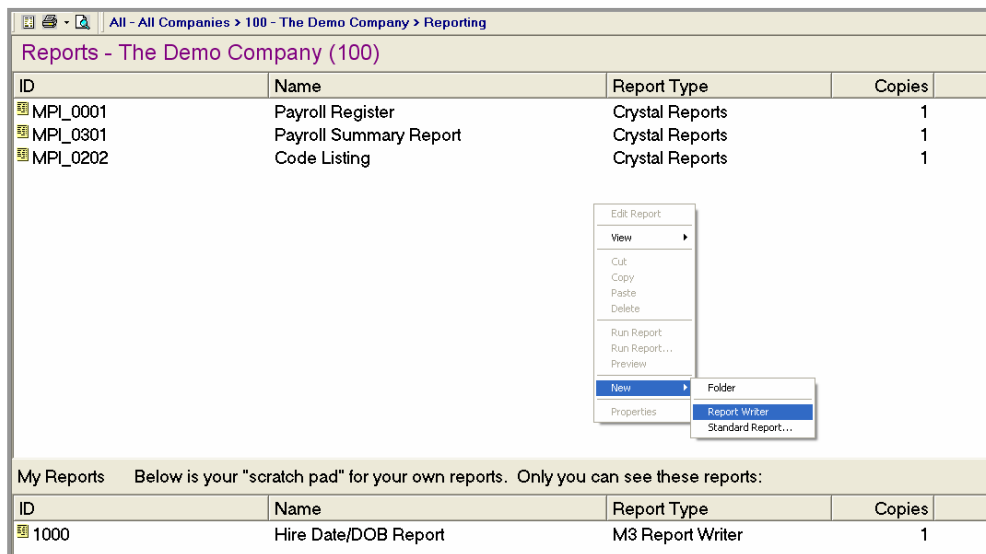 All - All Companies > 100 - The Demo Company > Reporting
Reports - The Demo Company (100)
ID Name Report Type Copies
MPI_0001 Payroll Register Crystal Reports 1
MPI_0301 Payroll Summary Report Crystal Reports 1
MPI_0202 Code Listing Crystal Reports 1
Edit Report
View
Cut
Copy
Paste
Delete
Run Report
Run Report...
Preview
New
Properties
Folder
Report Writer
Standard Report...
My Reports Below is your "scratch pad" for your own reports. Only you can see these reports:
ID Name Report Type Copies
1000 Hire Date/DOB Report M3 Report Writer 1